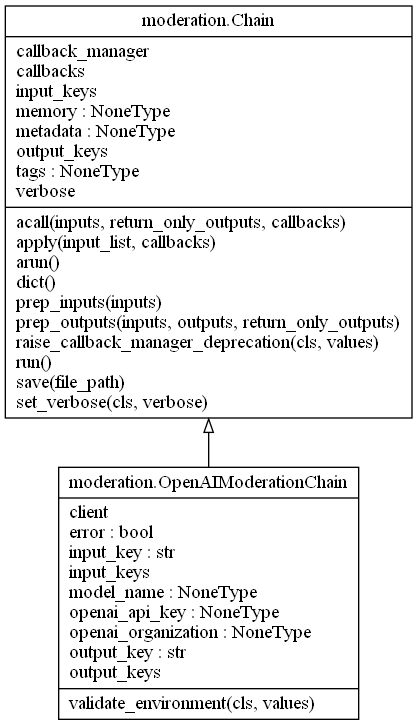 moderation.Chain
callback_manager
callbacks
input_keys
memory : NoneType
metadata : NoneType
output_keys
tags : NoneType
verbose
acall(inputs, return_only_outputs, callbacks)
apply(input_list, callbacks)
arun()
dict()
prep_inputs(inputs)
prep_outputs(inputs, outputs, return_only_outputs)
raise_callback_manager_deprecation(cls, values)
run()
save(file_path)
set_verbose(cls, verbose)
moderation.OpenAIModerationChain
client
error : bool
input_key : str
input_keys
model_name : NoneType
openai_api_key : NoneType
openai_organization : NoneType
output_key : str
output_keys
validate_environment(cls, values)